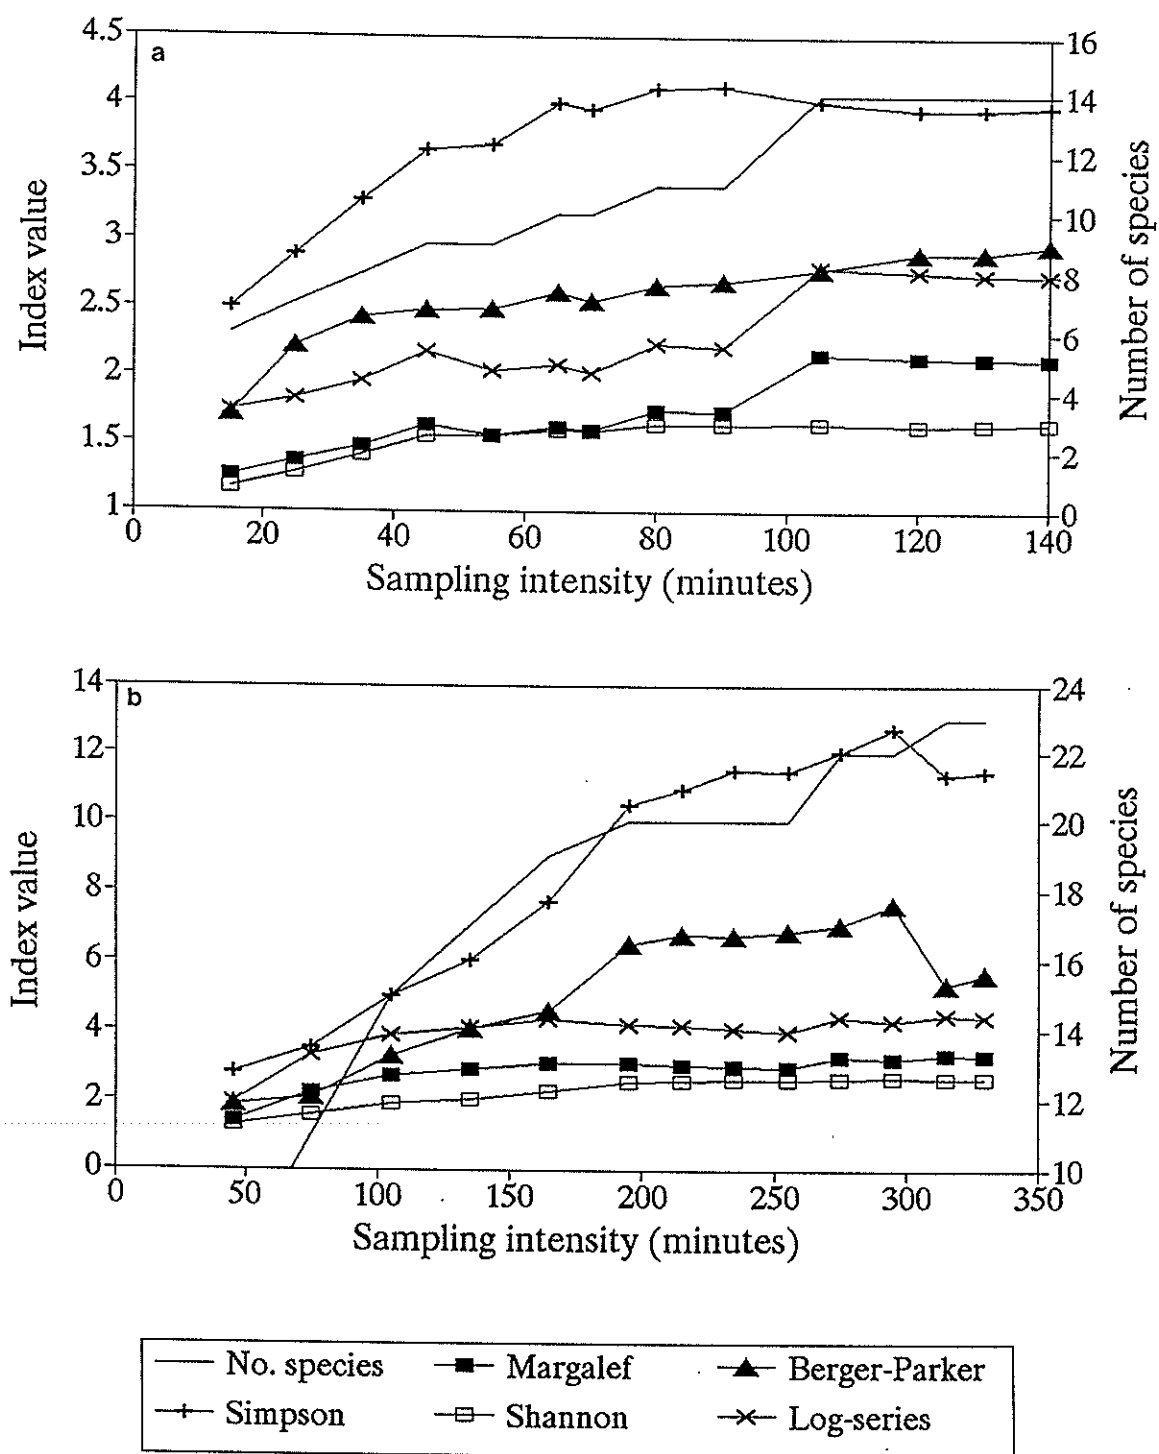 a
4.5
4
3.5
3
2.5
2
1.5
1
Index value
16
14
12
10
8
6
4
2
0
Number of species
0 20 40 60 80 100 120 140
Sampling intensity (minutes)
b
14
12
10
8
6
4
2
0
Index value
24
22
20
18
16
14
12
10
Number of species
0 50 100 150 200 250 300 350
Sampling intensity (minutes)
No. species Margalef Berger-Parker
Simpson Shannon Log-series